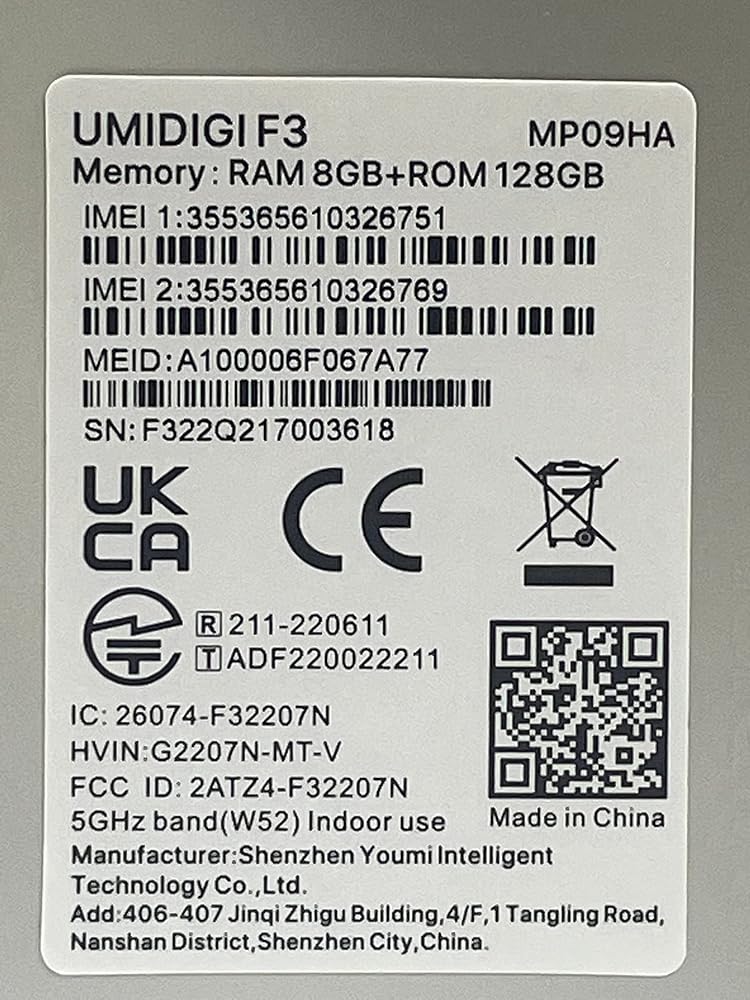 UMIDIGI F3 MP09HA
Memory: RAM 8GB+ROM 128GB
IMEI 1:355365610326751
IMEI 2:355365610326769
MEID:A100006F067A77
SN:F322Q217003618
UK
CA
CE
R 211-220611
T ADF220022211
IC: 26074-F32207N
HVIN:G2207N-MT-V
FCC ID: 2ATZ4-F32207N
5GHz band(W52) Indoor use
Made in China
Manufacturer:Shenzhen Youmi Intelligent
Technology Co.,Ltd.
Add:406-407 Jinqi Zhigu Building,4/F,1 Tangling Road,
Nanshan District,Shenzhen City,China.